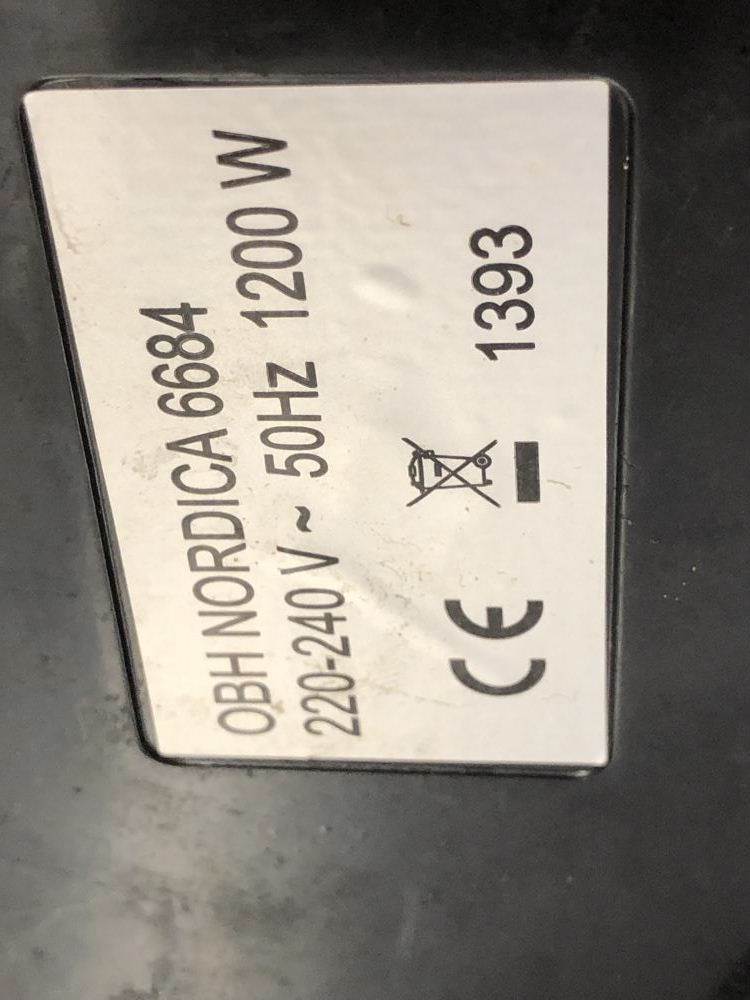 OBH NORDICA 6684
220-240 V ~ 50Hz 1200 W
CE 1393